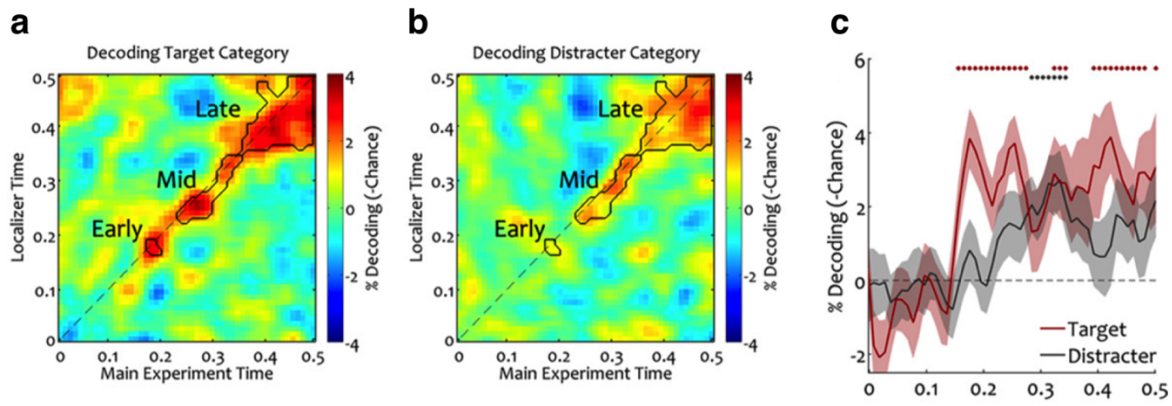 a
Decoding Target Category
Localizer Time
0.5
0.4
0.3
0.2
0.1
0
Late
Mid
Early
0
0.1
0.2
0.3
0.4
0.5
Main Experiment Time
4
2
0
-2
-4
% Decoding (-Chance)
b
Decoding Distracter Category
0.5
0.4
0.3
0.2
0.1
0
Late
Mid
Early
0
0.1
0.2
0.3
0.4
0.5
Main Experiment Time
4
2
0
-2
-4
% Decoding (-Chance)
c
% Decoding (-Chance)
6
4
2
0
-2
Target
Distracter
0
0.1
0.2
0.3
0.4
0.5